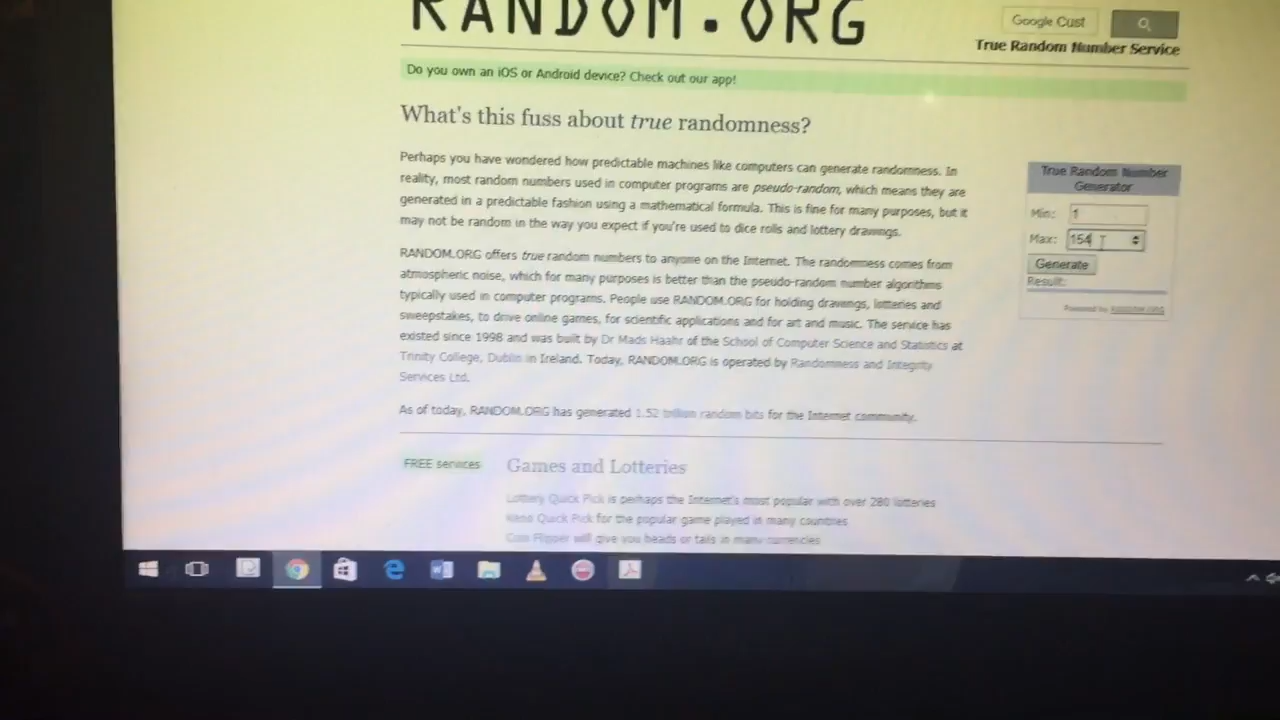 RANDOM.ORG
Google Cust
True Random Number Service
Do you own an iOS or Android device? Check out our app!
What's this fuss about true randomness?
Perhaps you have wondered how predictable machines like computers can generate randomness. In
reality, most random numbers used in computer programs are pseudo-random, which means they are
generated in a predictable fashion using a mathematical formula. This is fine for many purposes, but it
may not be random in the way you expect if you're used to dice rolls and lottery drawings.
RANDOM.ORG offers true random numbers to anyone on the Internet. The randomness comes from
atmospheric noise, which for many purposes is better than the pseudo-random number algorithms
typically used in computer programs. People use RANDOM.ORG for holding drawings, lotteries and
sweepstakes, to drive online games, for scientific applications and for art and music. The service has
existed since 1998 and was built by Dr Mads Haahr of the School of Computer Science and Statistics at
Trinity College, Dublin in Ireland. Today, RANDOM.ORG is operated by Randomness and Integrity
Services Ltd.
As of today, RANDOM.ORG has generated 1.52 trillion random bits for the Internet community.
True Random Number
Generator
Min: 1
Max: 154
Generate
Result:
Powered by RANDOM.ORG
FREE services
Games and Lotteries
Lottery Quick Pick is perhaps the Internet's most popular with over 280 lotteries
Keno Quick Pick for the popular game played in many countries
Coin Flipper will give you heads or tails in many currencies